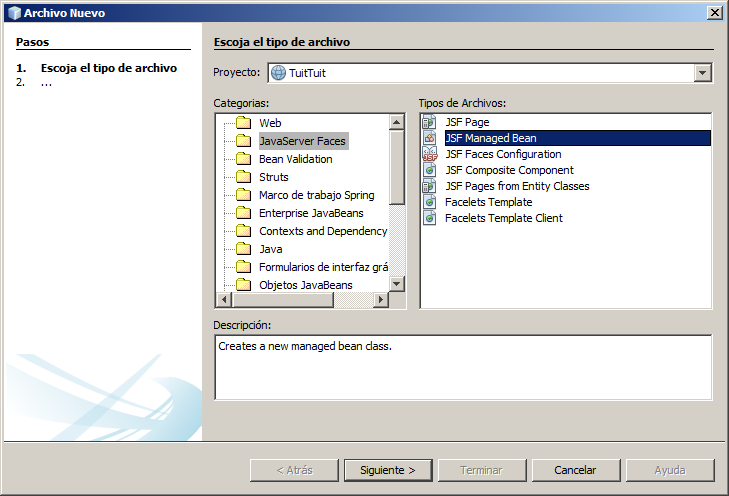 Archivo Nuevo
Pasos
1. Escoja el tipo de archivo
2. ...
Escoja el tipo de archivo
Proyecto: TuitTuit
Categorías:
Web
JavaServer Faces
Bean Validation
Struts
Marco de trabajo Spring
Enterprise JavaBeans
Contexts and Dependency
Java
Formularios de interfaz grá
Objetos JavaBeans
Tipos de Archivos:
JSF Page
JSF Managed Bean
JSF Faces Configuration
JSF Composite Component
JSF Pages from Entity Classes
Facelets Template
Facelets Template Client
Descripción:
Creates a new managed bean class.
< Atrás
Siguiente >
Terminar
Cancelar
Ayuda